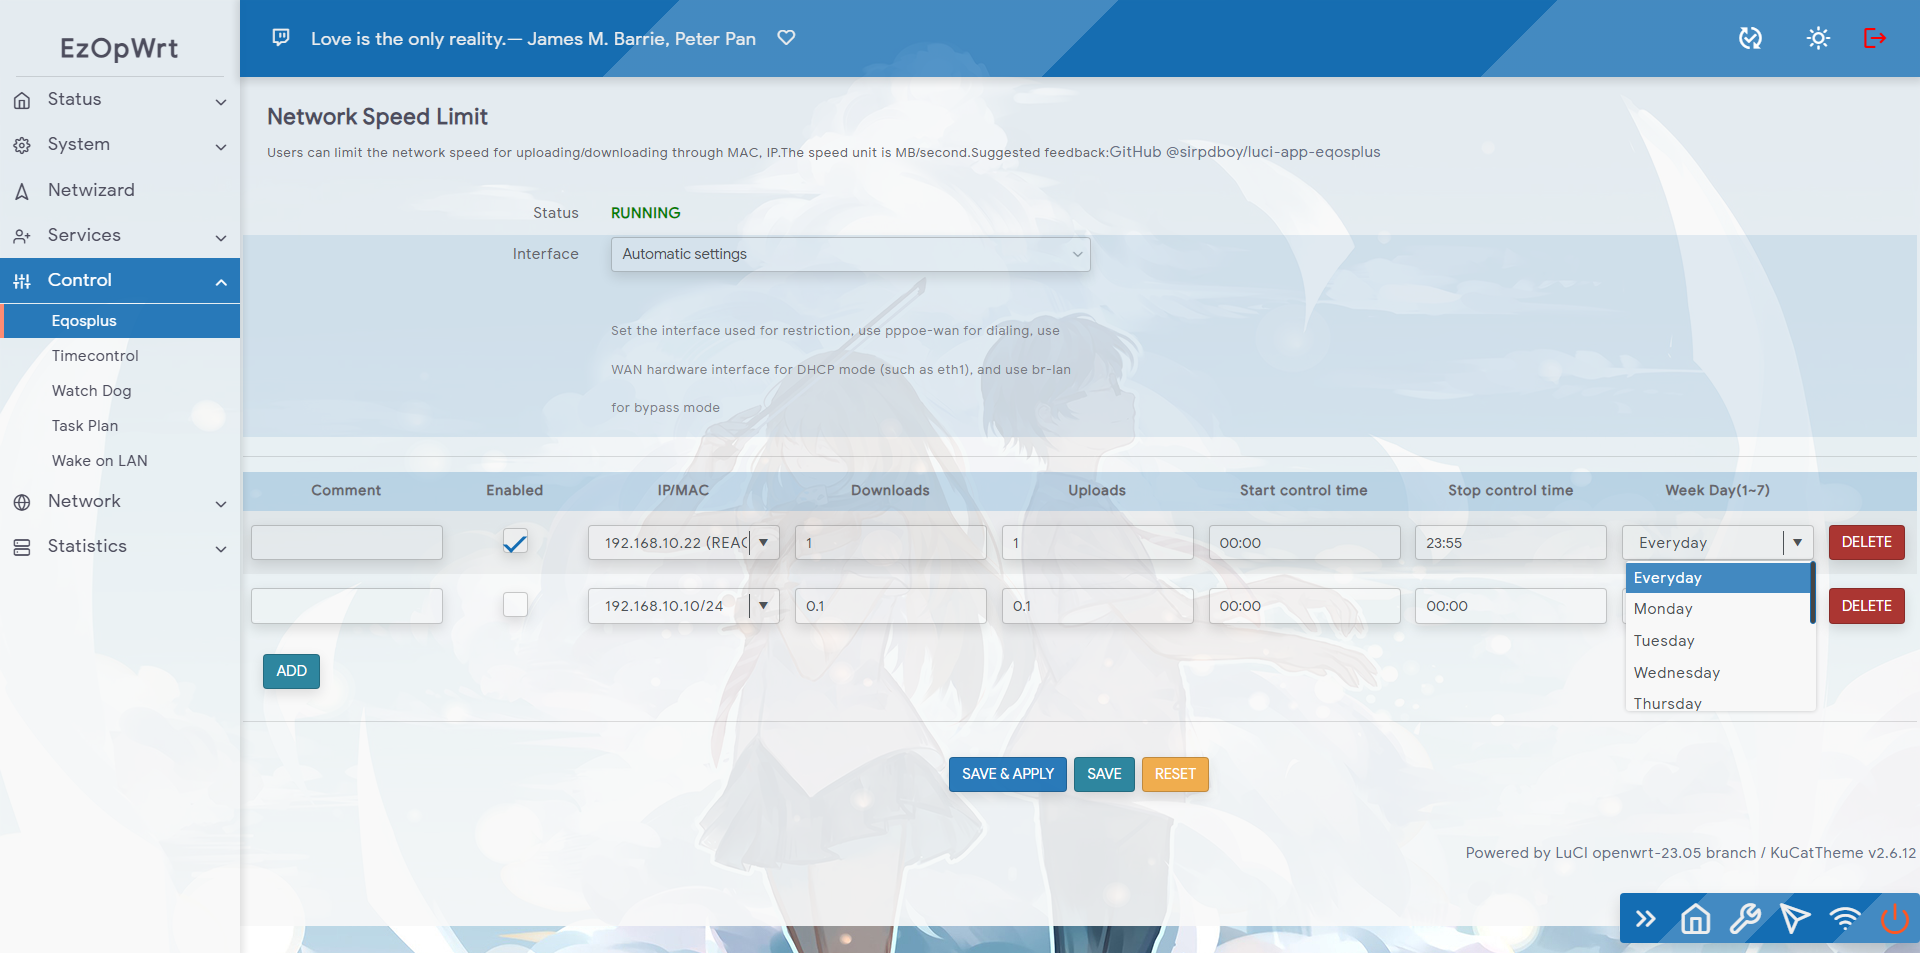 EzOpWrt
Status
System
Netwizard
Services
Control
Eqosplus
Timecontrol
Watch Dog
Task Plan
Wake on LAN
Network
Statistics
Love is the only reality.— James M. Barrie, Peter Pan
Network Speed Limit
Users can limit the network speed for uploading/downloading through MAC, IP.The speed unit is MB/second.Suggested feedback:GitHub @sirpdboy/luci-app-eqosplus
Status RUNNING
Interface Automatic settings
Set the interface used for restriction, use pppoe-wan for dialing, use
WAN hardware interface for DHCP mode (such as eth1), and use br-lan
for bypass mode
Comment Enabled IP/MAC Downloads Uploads Start control time Stop control time Week Day(1~7)
192.168.10.22 (REAC 1 1 00:00 23:55 Everyday DELETE
192.168.10.10/24 0.1 0.1 00:00 00:00 DELETE
Everyday
Monday
Tuesday
Wednesday
Thursday
ADD
SAVE & APPLY SAVE RESET
Powered by LuCI openwrt-23.05 branch / KuCatTheme v2.6.12